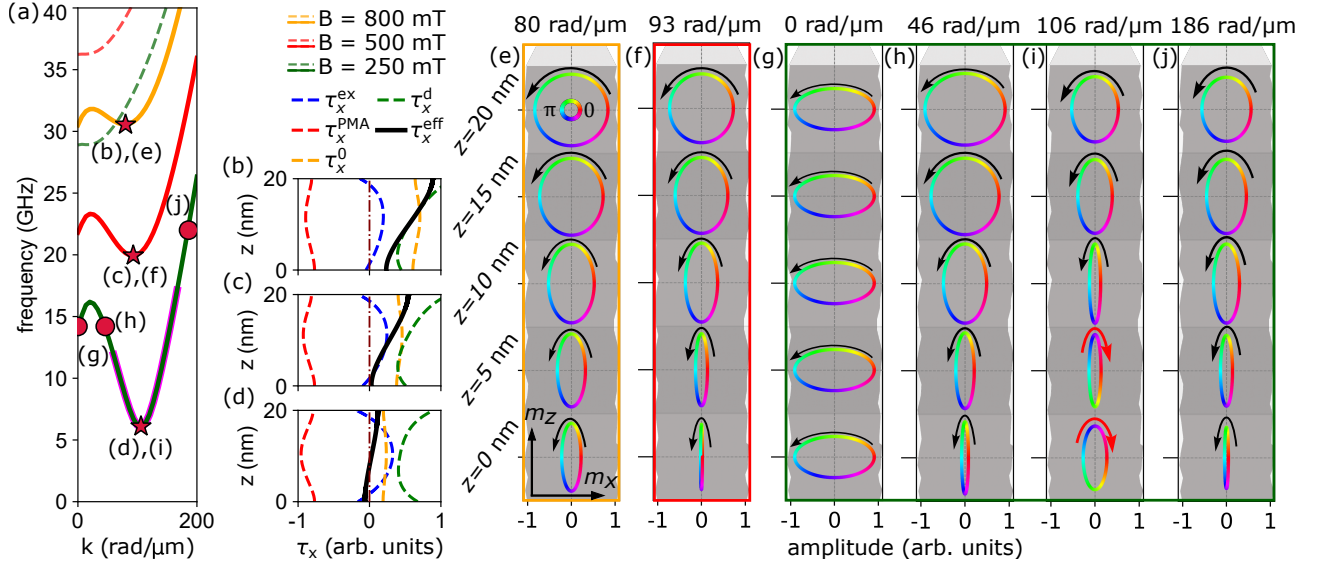 (a)
B = 800 mT
B = 500 mT
B = 250 mT
τ_x^ex
τ_x^d
τ_x^PMA
τ_x^eff
τ_x^0
frequency (GHz)
40
35
30
25
20
15
10
5
0
0
200
k (rad/μm)
(b),(e)
(c),(f)
(j)
(h)
(g)
(d),(i)
(b)
20
0
z (nm)
(c)
20
0
z (nm)
(d)
20
0
z (nm)
-1
0
1
τ_x (arb. units)
80 rad/μm
93 rad/μm
0 rad/μm
46 rad/μm
106 rad/μm
186 rad/μm
(e)
(f)
(g)
(h)
(i)
(j)
z=20 nm
π
0
z=15 nm
z=10 nm
z=5 nm
z=0 nm
m_z
m_x
-1 0 1
-1 0 1
-1 0 1
-1 0 1
-1 0 1
-1 0 1
amplitude (arb. units)